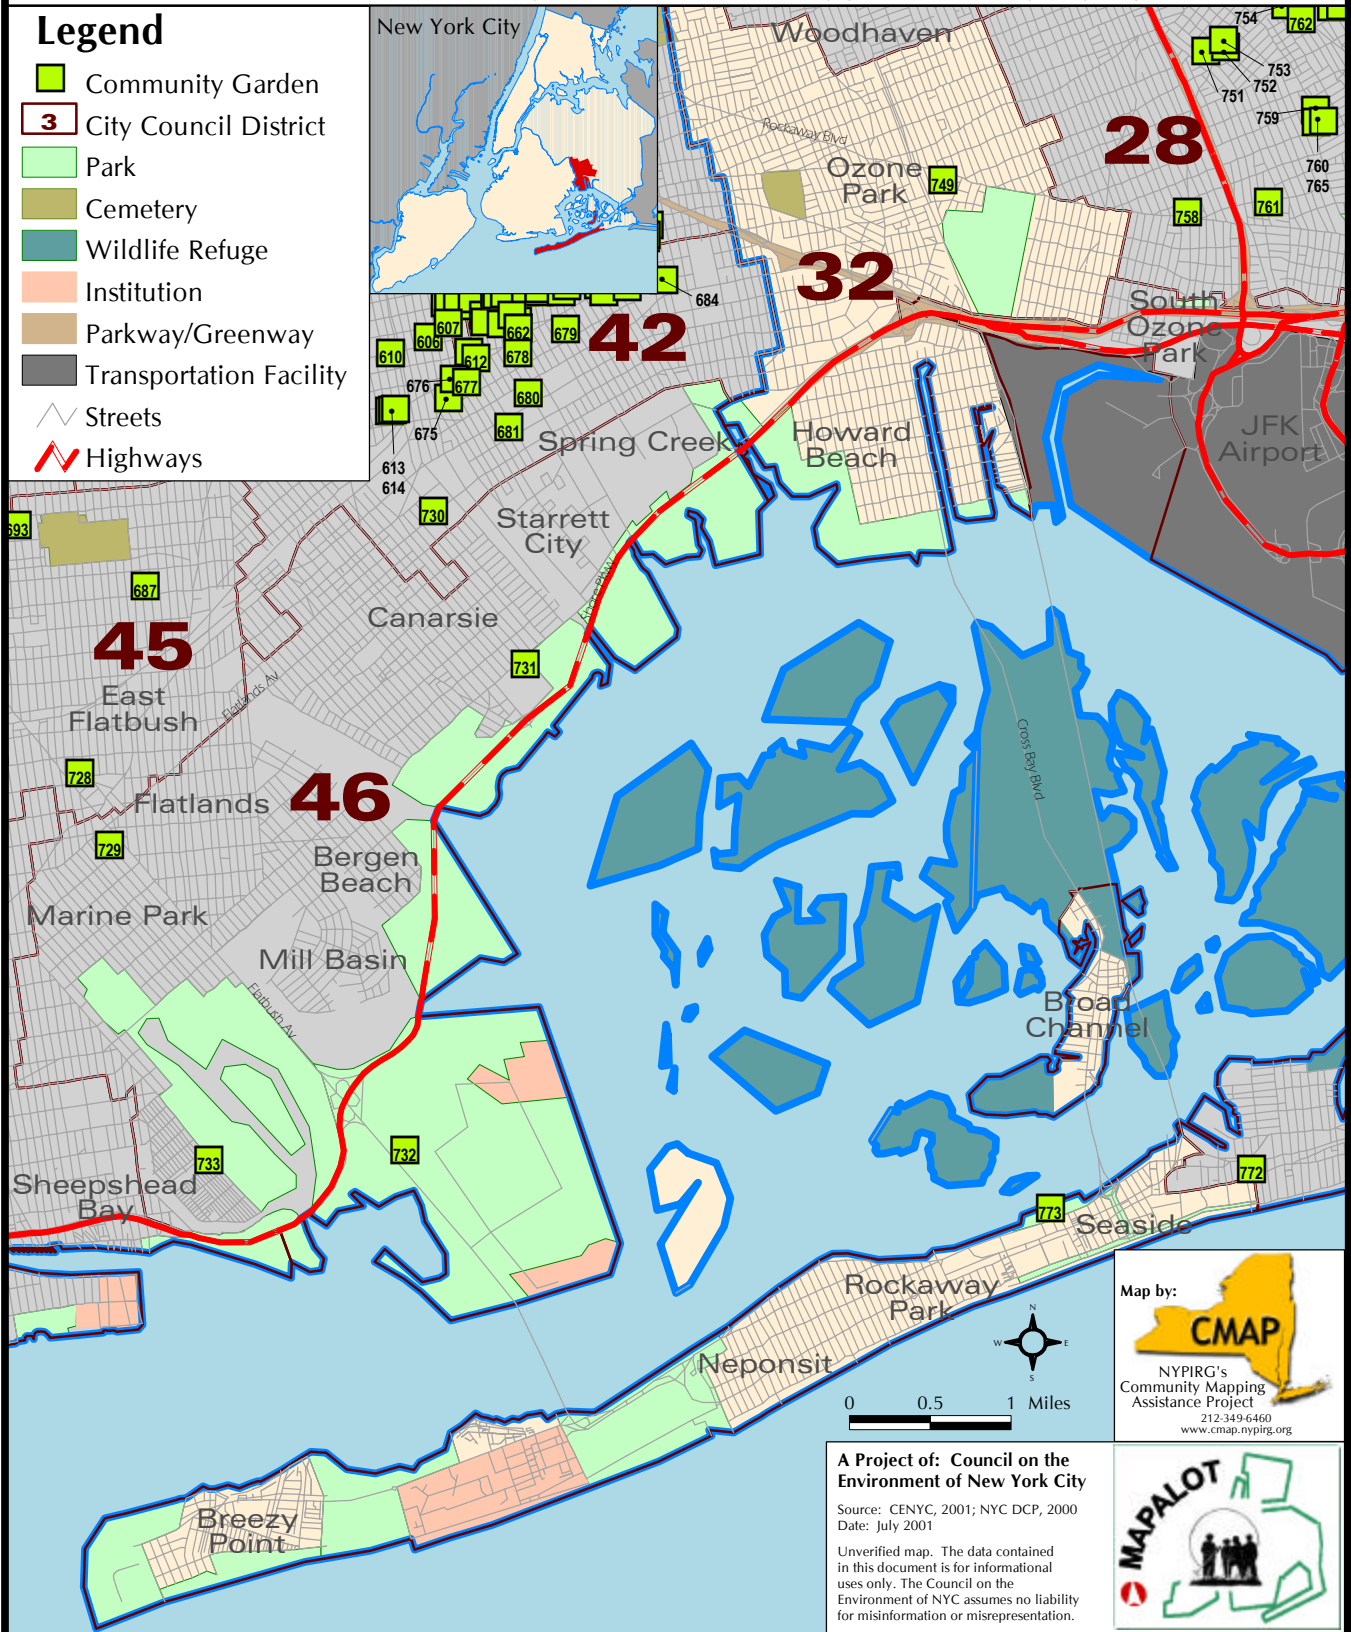 Legend
Community Garden
3
City Council District
Park
Cemetery
Wildlife Refuge
Institution
Parkway/Greenway
Transportation Facility
Streets
Highways
New York City
Woodhaven
Rockaway Blvd
Ozone
Park
749
32
28
754
762
753
752
751
759
760
765
758
761
South
Ozone
Park
JFK
Airport
684
42
607
606
662
679
610
612
678
676
677
680
675
681
613
614
Spring Creek
Howard
Beach
730
Starrett
City
693
687
45
East
Flatbush
Flatlands Av
Canarsie
Shore Pkwy
731
728
Flatlands
46
729
Bergen
Beach
Marine Park
Mill Basin
Flatbush Av
Cross Bay Blvd
Broad
Channel
733
732
Sheepshead
Bay
772
773
Seaside
Rockaway
Park
Neponsit
Breezy
Point
N
W
E
S
0 0.5 1 Miles
Map by:
CMAP
NYPIRG's
Community Mapping
Assistance Project
212-349-6460
www.cmap.nypirg.org
A Project of: Council on the
Environment of New York City
Source: CENYC, 2001; NYC DCP, 2000
Date: July 2001
Unverified map. The data contained
in this document is for informational
uses only. The Council on the
Environment of NYC assumes no liability
for misinformation or misrepresentation.
MAPALOT